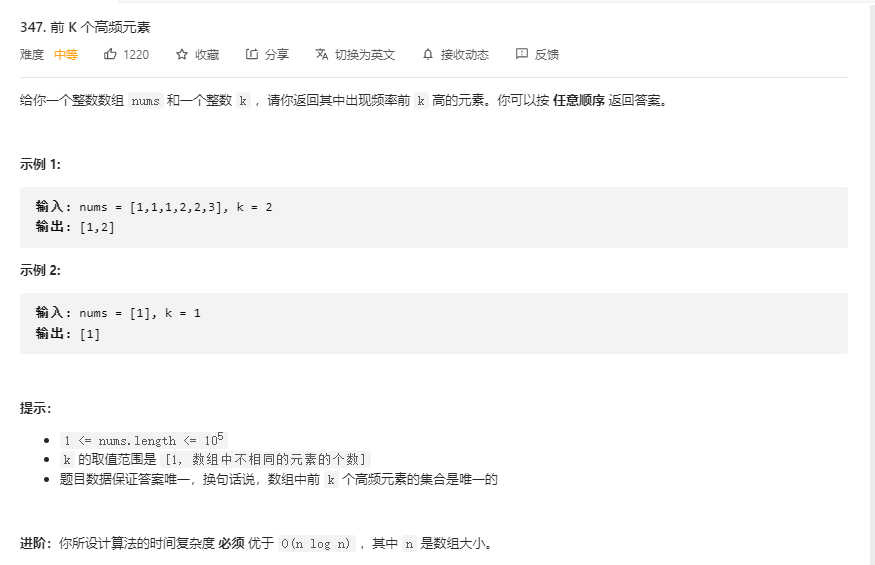 347. 前 K 个高频元素
难度 中等 1220 收藏 分享 切换为英文 接收动态 反馈
给你一个整数数组 nums 和一个整数 k ，请你返回其中出现频率前 k 高的元素。你可以按 任意顺序 返回答案。
示例 1:
输入: nums = [1,1,1,2,2,3], k = 2
输出: [1,2]
示例 2:
输入: nums = [1], k = 1
输出: [1]
提示：
1 <= nums.length <= 10⁵
k 的取值范围是 [1, 数组中不相同的元素的个数]
题目数据保证答案唯一，换句话说，数组中前 k 个高频元素的集合是唯一的
进阶：你所设计算法的时间复杂度 必须 优于 O(n log n) ，其中 n 是数组大小。